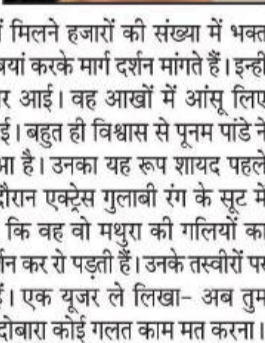 मिलने हजारों की संख्या में भक्त
करके मार्ग दर्शन मांगते हैं। इन्ही
र आई। वह आखों में आंसू लिए
ई। बहुत ही विश्वास से पूनम पांडे ने
आ है। उनका यह रूप शायद पहले
दौरान एक्ट्रेस गुलाबी रंग के सूट में
कि वह वो मथुरा की गलियों का
कर रो पड़ती हैं। उनके तस्वीरों पर
। एक यूजर ले लिखा- अब तुम
दोबारा कोई गलत काम मत करना।